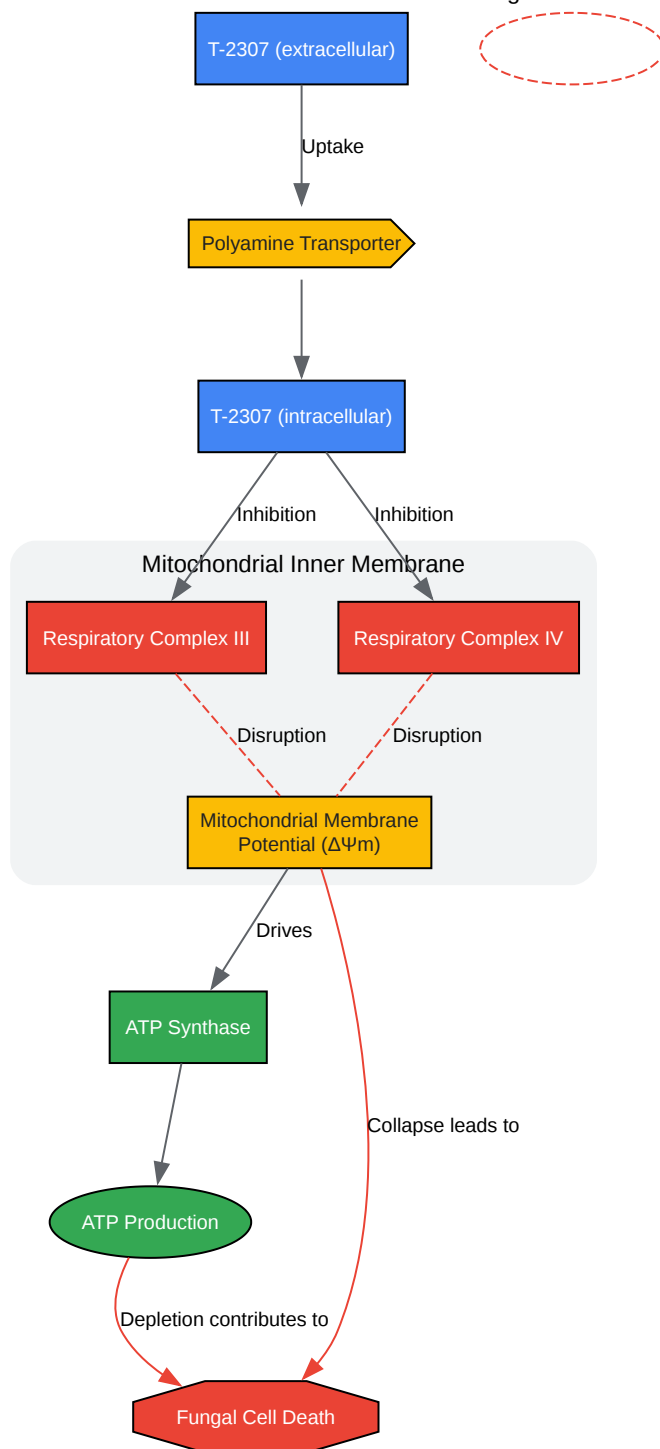 T-2307 (extracellular)
Uptake
Polyamine Transporter
T-2307 (intracellular)
Inhibition
Inhibition
Mitochondrial Inner Membrane
Respiratory Complex III
Respiratory Complex IV
Disruption
Disruption
Mitochondrial Membrane
Potential (ΔΨm)
Drives
ATP Synthase
Collapse leads to
ATP Production
Depletion contributes to
Fungal Cell Death